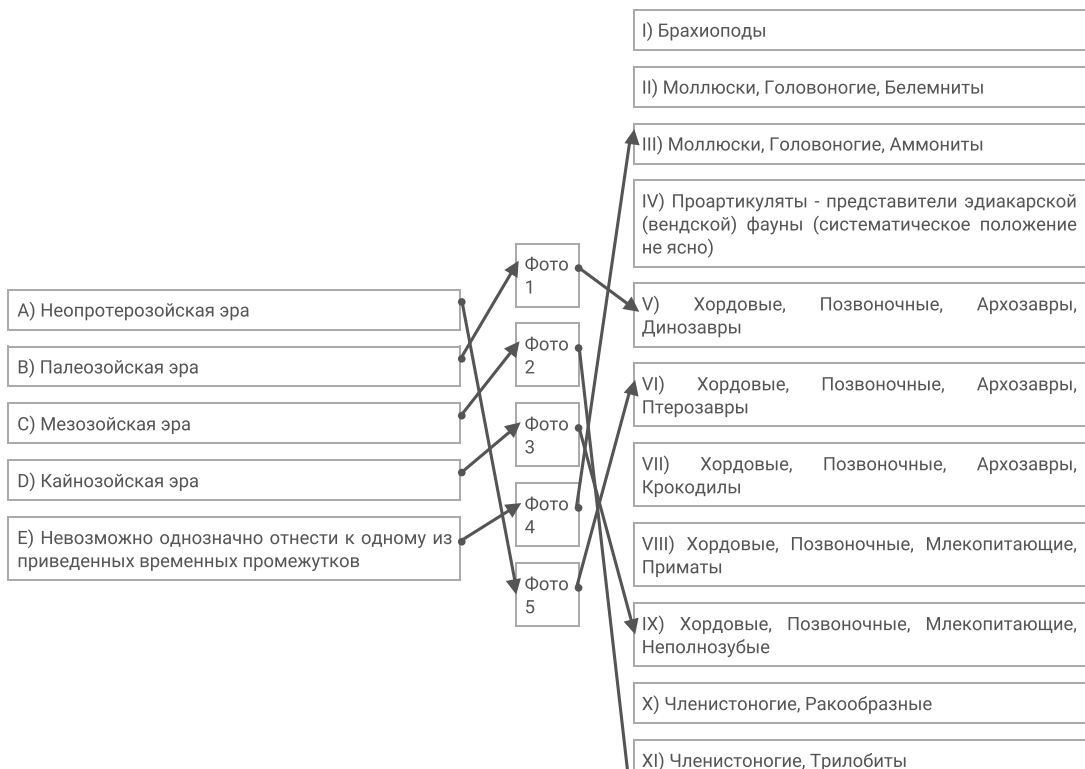 I) Брахиоподы
II) Моллюски, Головоногие, Белемниты
III) Моллюски, Головоногие, Аммониты
IV) Проартикуляты - представители эдиакарской
(вендской) фауны (систематическое положение
не ясно)
V) Хордовые, Позвоночные, Архозавры,
Динозавры
VI) Хордовые, Позвоночные, Архозавры,
Птерозавры
VII) Хордовые, Позвоночные, Архозавры,
Крокодилы
VIII) Хордовые, Позвоночные, Млекопитающие,
Приматы
IX) Хордовые, Позвоночные, Млекопитающие,
Неполнозубые
X) Членистоногие, Ракообразные
XI) Членистоногие, Трилобиты
Фото
1
Фото
2
Фото
3
Фото
4
Фото
5
A) Неопротерозойская эра
B) Палеозойская эра
C) Мезозойская эра
D) Кайнозойская эра
E) Невозможно однозначно отнести к одному из
приведенных временных промежутков